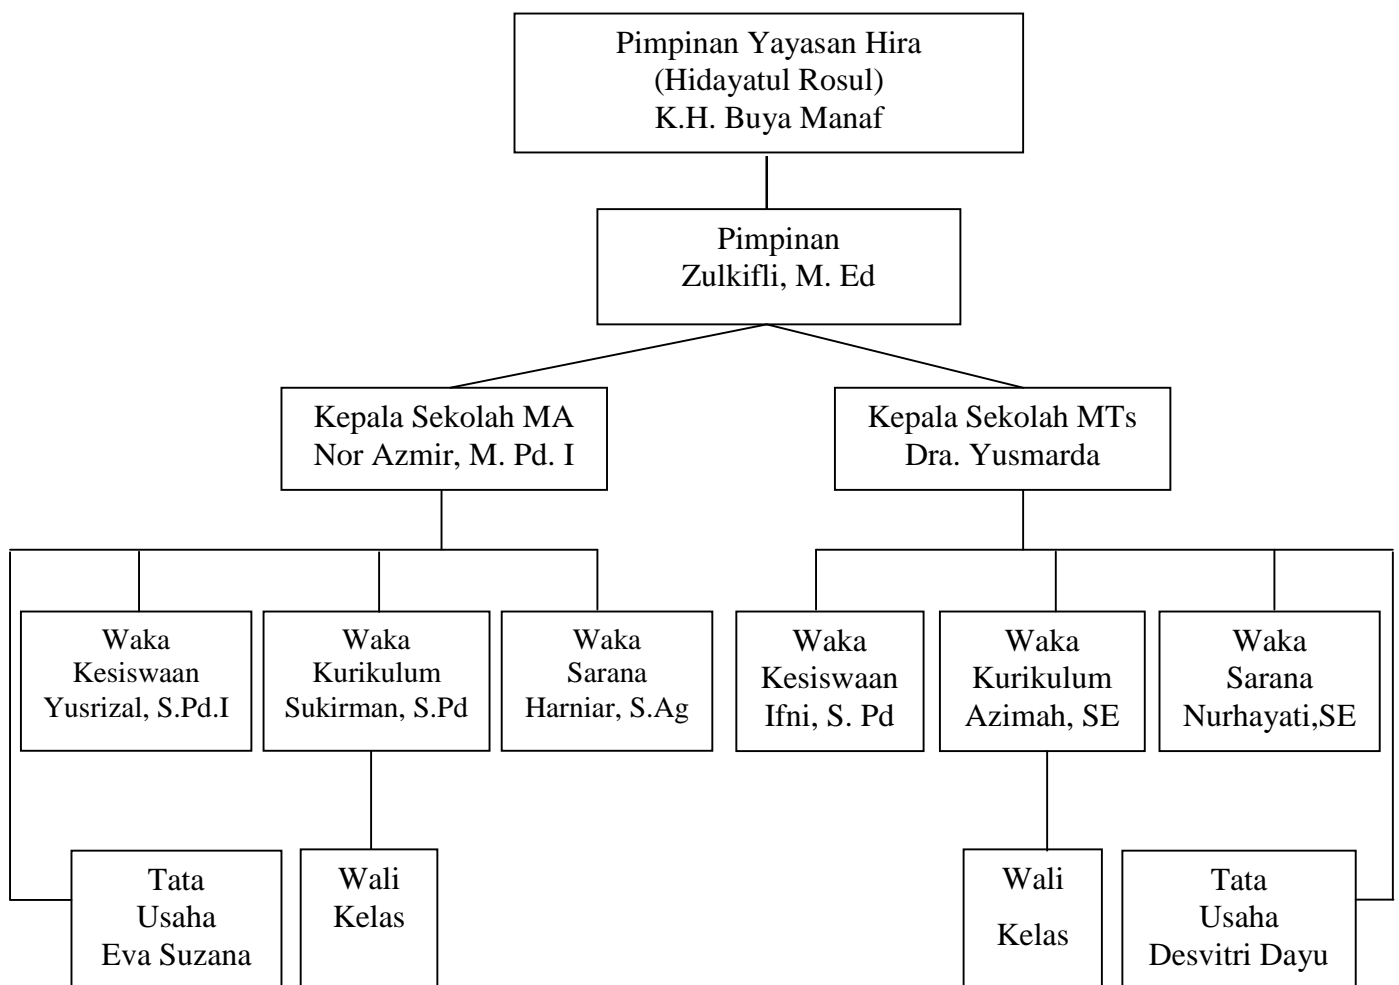 Pimpinan Yayasan Hira
(Hidayatul Rosul)
K.H. Buya Manaf
Pimpinan
Zulkifli, M. Ed
Kepala Sekolah MA
Nor Azmir, M. Pd. I
Kepala Sekolah MTs
Dra. Yusmarda
Waka
Kesiswaan
Yusrizal, S.Pd.I
Waka
Kurikulum
Sukirman, S.Pd
Waka
Sarana
Harniar, S.Ag
Waka
Kesiswaan
Ifni, S. Pd
Waka
Kurikulum
Azimah, SE
Waka
Sarana
Nurhayati,SE
Tata
Usaha
Eva Suzana
Wali
Kelas
Wali
Kelas
Tata
Usaha
Desvitri Dayu